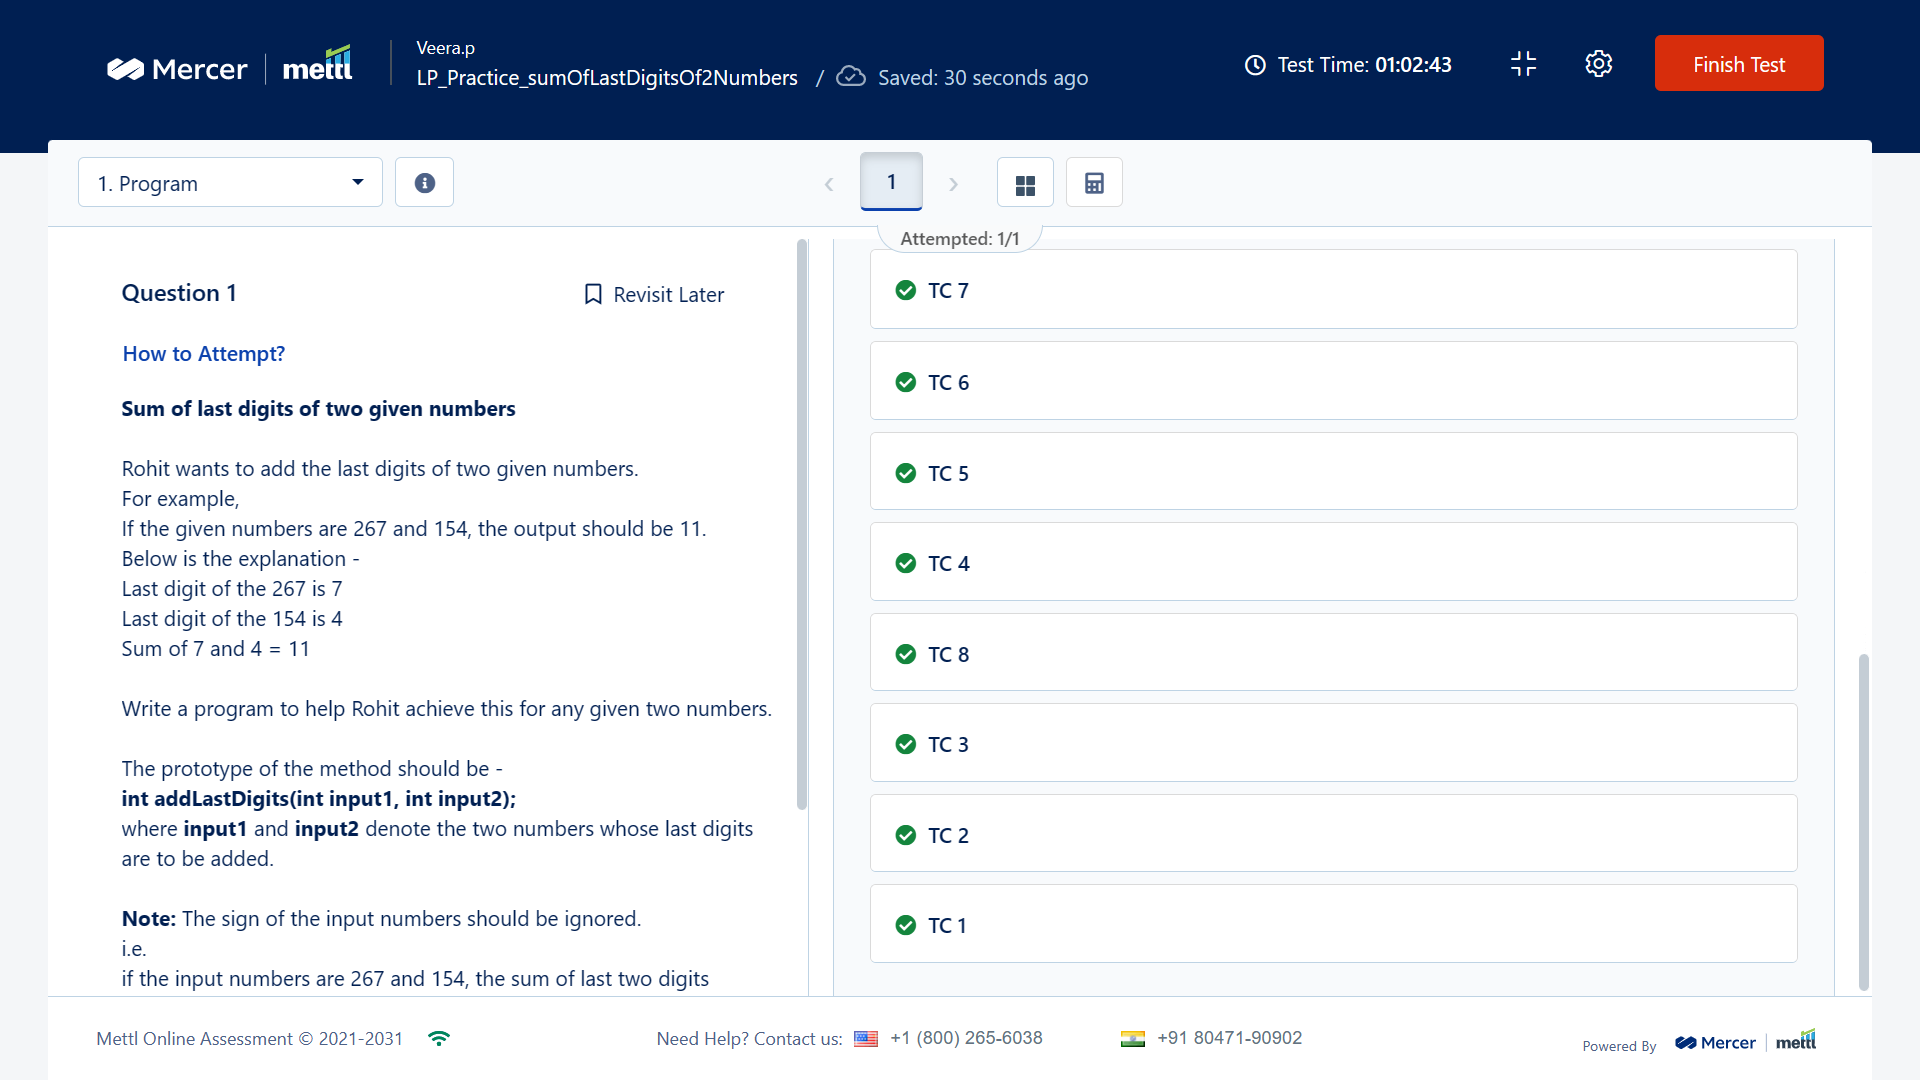 Mercer
mettl
Veera.p
LP_Practice_sumOfLastDigitsOf2Numbers / Saved: 30 seconds ago
Test Time: 01:02:43
Finish Test
1. Program
1
Attempted: 1/1
Question 1
Revisit Later
How to Attempt?
Sum of last digits of two given numbers
Rohit wants to add the last digits of two given numbers.
For example,
If the given numbers are 267 and 154, the output should be 11.
Below is the explanation -
Last digit of the 267 is 7
Last digit of the 154 is 4
Sum of 7 and 4 = 11
Write a program to help Rohit achieve this for any given two numbers.
The prototype of the method should be -
int addLastDigits(int input1, int input2);
where input1 and input2 denote the two numbers whose last digits
are to be added.
Note: The sign of the input numbers should be ignored.
i.e.
if the input numbers are 267 and 154, the sum of last two digits
TC 7
TC 6
TC 5
TC 4
TC 8
TC 3
TC 2
TC 1
Mettl Online Assessment © 2021-2031
Need Help? Contact us: +1 (800) 265-6038
+91 80471-90902
Powered By Mercer mettl